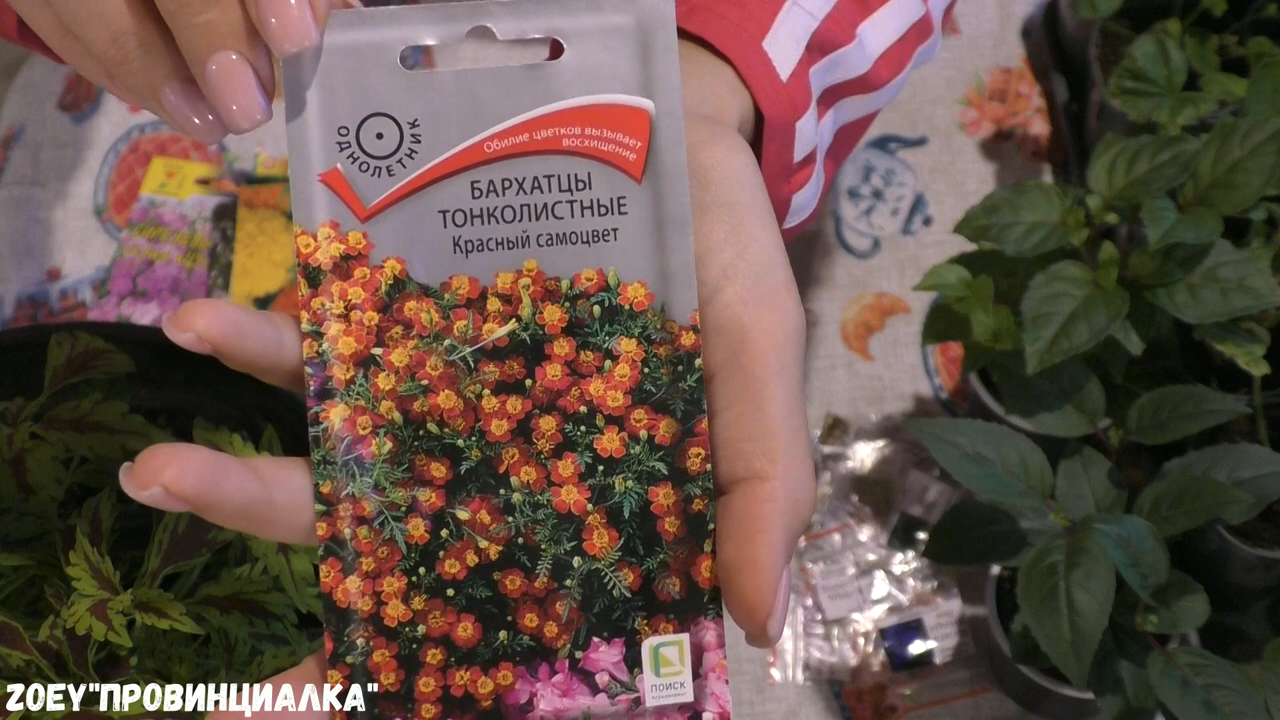 ОДНОЛЕТНИК
Обилие цветков вызывает
восхищение
БАРХАТЦЫ
ТОНКОЛИСТНЫЕ
Красный самоцвет
ПОИСК
ZOEY"ПРОВИНЦИАЛКА"